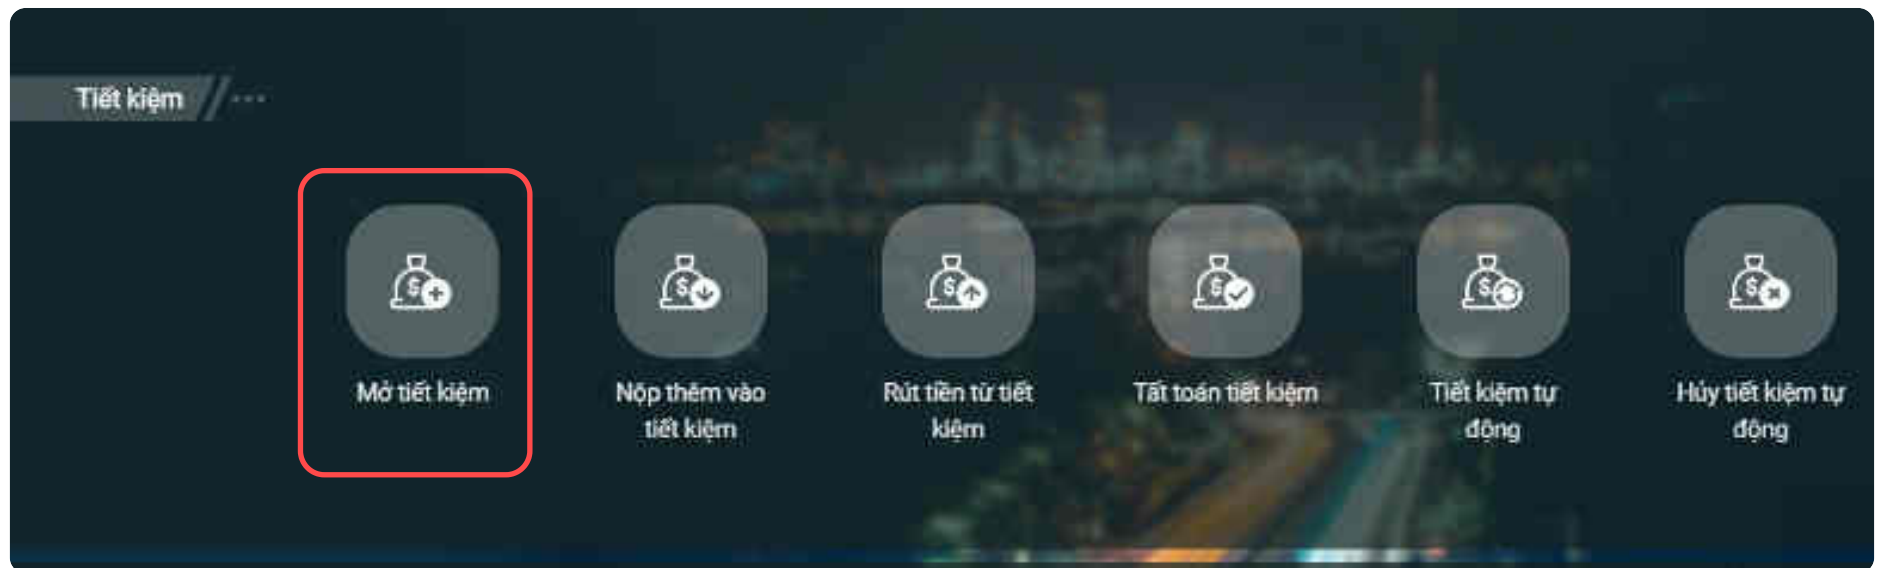 Tiết kiệm
Mở tiết kiệm
Nộp thêm vào
tiết kiệm
Rút tiền từ tiết
kiệm
Tất toán tiết kiệm
Tiết kiệm tự
động
Hủy tiết kiệm tự
động